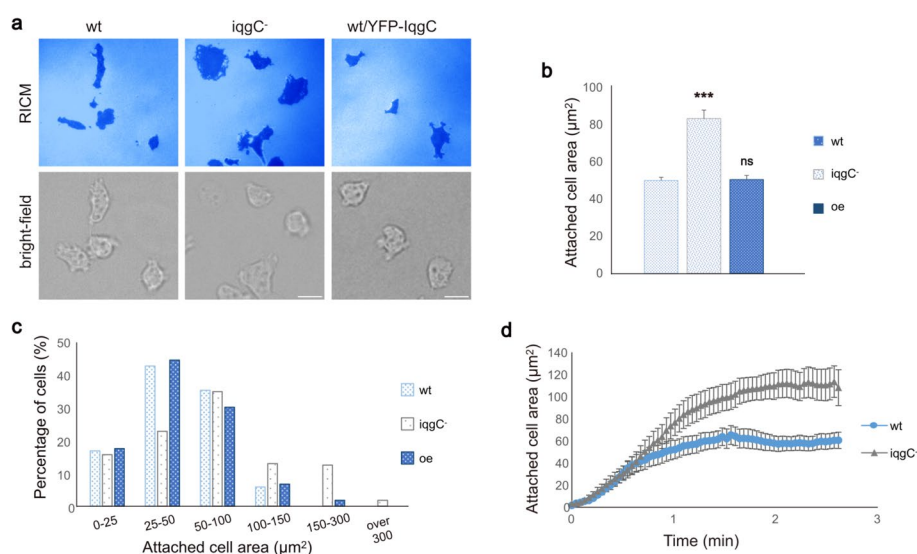 a
wt
iqgC-
wt/YFP-IqgC
RICM
bright-field
b
Attached cell area (μm²)
100
80
60
40
20
0
***
ns
wt
iqgC-
oe
c
Percentage of cells (%)
50
40
30
20
10
0
0-25
25-50
50-100
100-150
150-300
over
300
Attached cell area (μm²)
wt
iqgC-
oe
d
Attached cell area (μm²)
140
120
100
80
60
40
20
0
0
1
2
3
Time (min)
wt
iqgC-